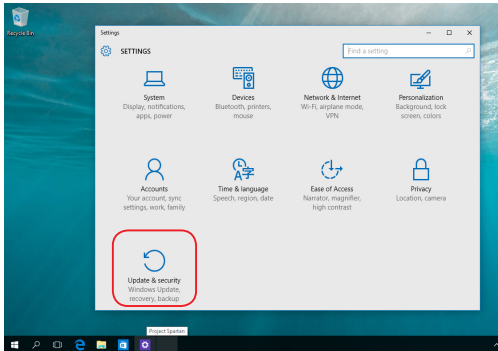 Recycle Bin
Settings
SETTINGS
Find a setting
System
Display, notifications,
apps, power
Devices
Bluetooth, printers,
mouse
Network & Internet
Wi-Fi, airplane mode,
VPN
Personalization
Background, lock
screen, colors
Accounts
Your account, sync
settings, work, family
Time & language
Speech, region, date
Ease of Access
Narrator, magnifier,
high contrast
Privacy
Location, camera
Update & security
Windows Update,
recovery, backup
Project Spartan